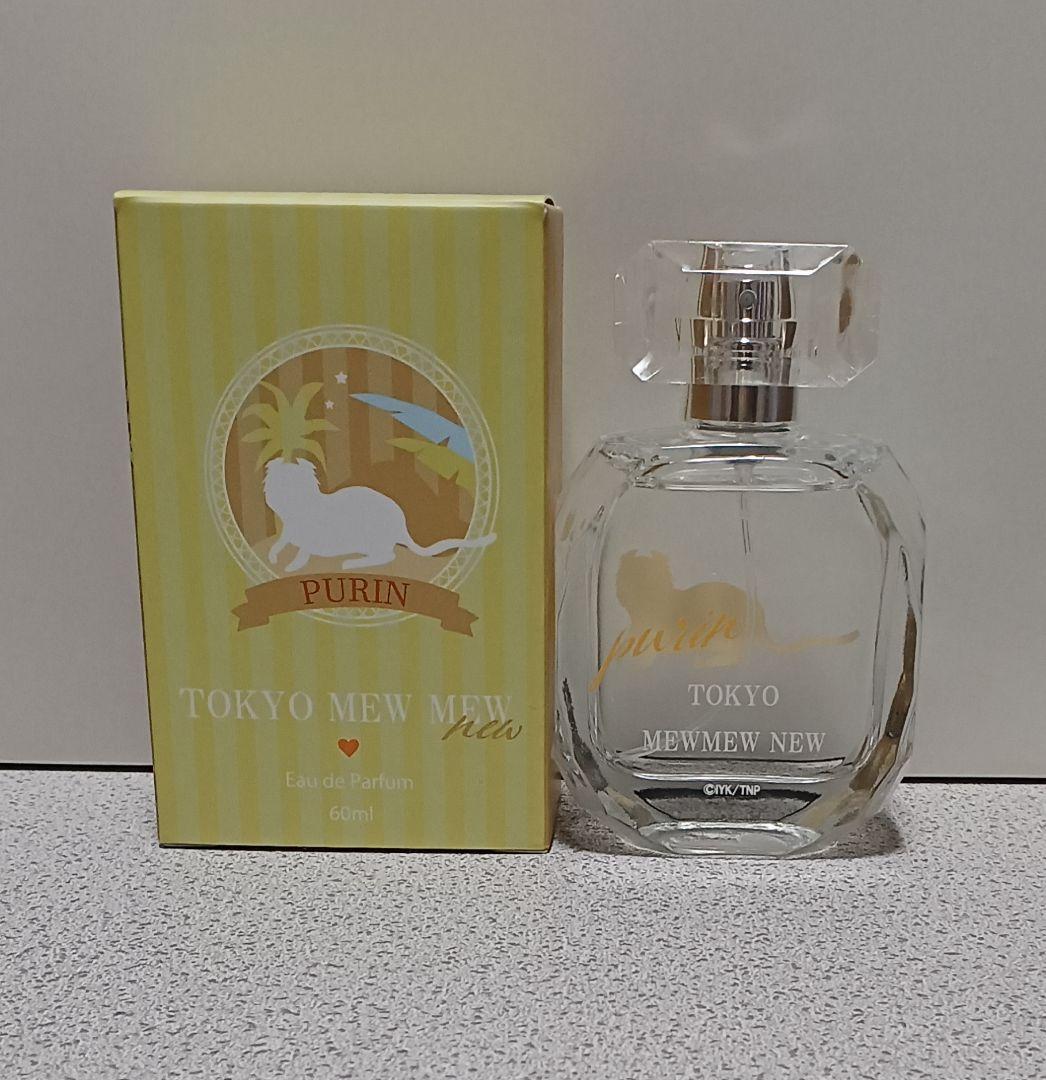 PURIN
TOKYO MEW MEW
new
Eau de Parfum
60ml
purin
TOKYO
MEWMEW NEW
©IYK/TNP